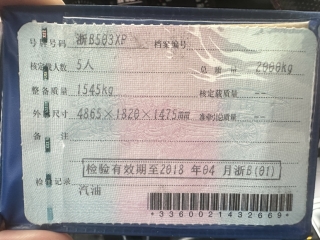 号牌号码 浙B503XP 档案编号
核定载人数 5人 总质量 2000kg
整备质量 1545kg 核定载质量 --
外廓尺寸 4865×1820×1475mm 准牵引总质量 --
备注
检验有效期至2018年04月浙B(01)
检验记录
汽油
*3360021432669*